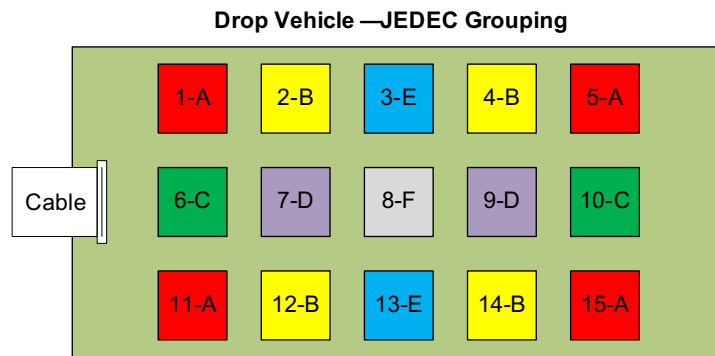 Drop Vehicle —JEDEC Grouping
1-A 2-B 3-E 4-B 5-A
Cable 6-C 7-D 8-F 9-D 10-C
11-A 12-B 13-E 14-B 15-A